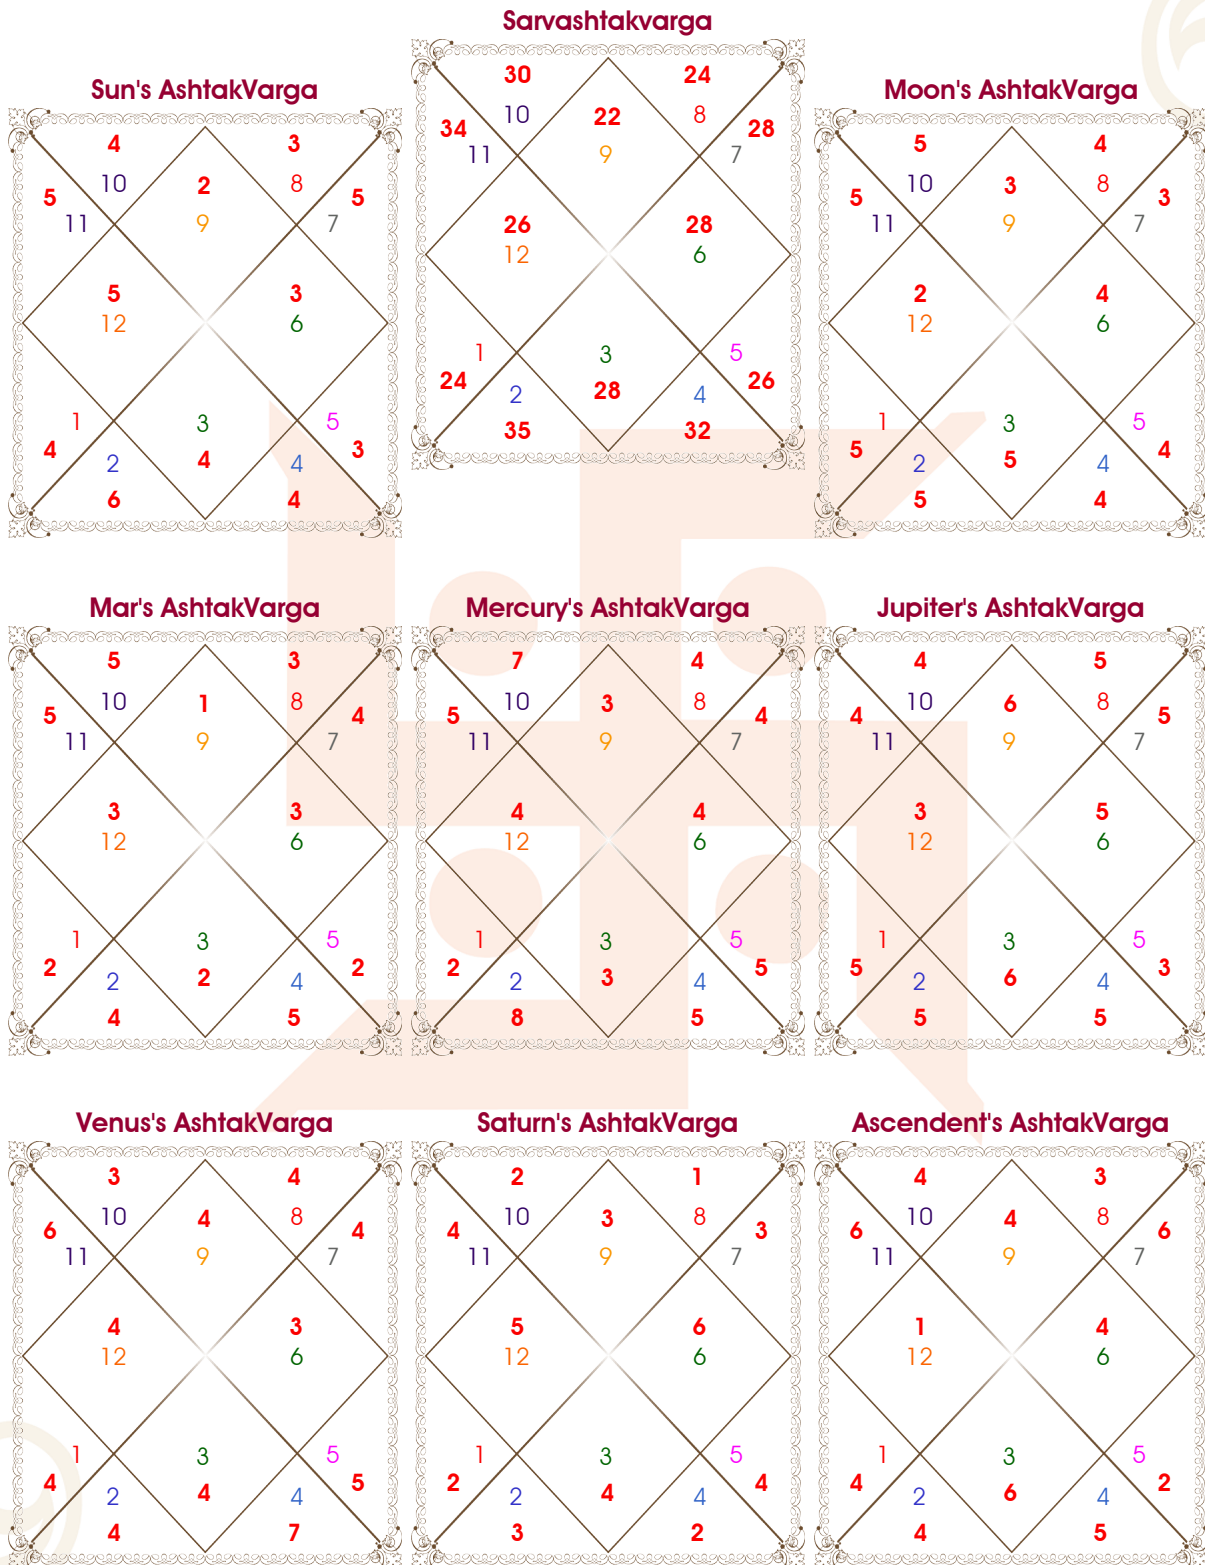 Sarvashtakvarga
30 24
10 22 8
34 28
11 9 7
26 28
12 6
1 3 5
24 28 26
2 4
35 32
Sun's AshtakVarga
4 3
10 2 8
5 5
11 9 7
5 3
12 6
1 3 5
4 4 3
2 4
6 4
Moon's AshtakVarga
5 4
10 3 8
5 3
11 9 7
2 4
12 6
1 3 5
5 5 4
2 4
5 4
Mar's AshtakVarga
5 3
10 1 8
5 4
11 9 7
3 3
12 6
1 3 5
2 2 2
2 4
4 5
Mercury's AshtakVarga
7 4
10 3 8
5 4
11 9 7
4 4
12 6
1 3 5
2 3 5
2 4
8 5
Jupiter's AshtakVarga
4 5
10 6 8
4 5
11 9 7
3 5
12 6
1 3 5
5 6 3
2 4
5 5
Venus's AshtakVarga
3 4
10 4 8
6 4
11 9 7
4 3
12 6
1 3 5
4 4 5
2 4
4 7
Saturn's AshtakVarga
2 1
10 3 8
4 3
11 9 7
5 6
12 6
1 3 5
2 4 4
2 4
3 2
Ascendent's AshtakVarga
4 3
10 4 8
6 6
11 9 7
1 4
12 6
1 3 5
4 6 2
2 4
4 5